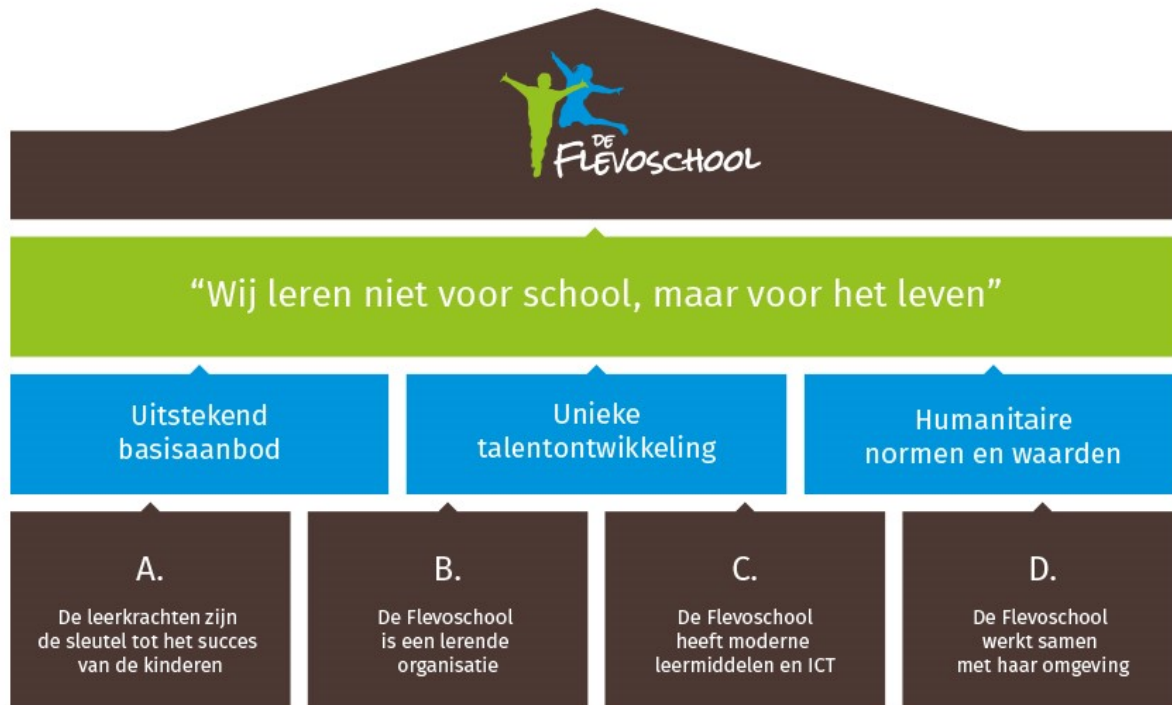 DE
FLEVOSCHOOL
“Wij leren niet voor school, maar voor het leven”
Uitstekend
basisaanbod
Unieke
talentontwikkeling
Humanitaire
normen en waarden
A.
De leerkrachten zijn
de sleutel tot het succes
van de kinderen
B.
De Flevoschool
is een lerende
organisatie
C.
De Flevoschool
heeft moderne
leermiddelen en ICT
D.
De Flevoschool
werkt samen
met haar omgeving